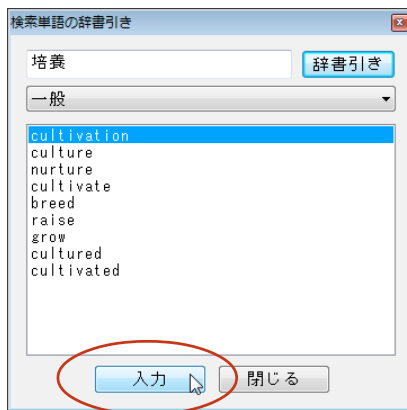 検索単語の辞書引き
培養
辞書引き
一般
cultivation
culture
nurture
cultivate
breed
raise
grow
cultured
cultivated
入力
閉じる